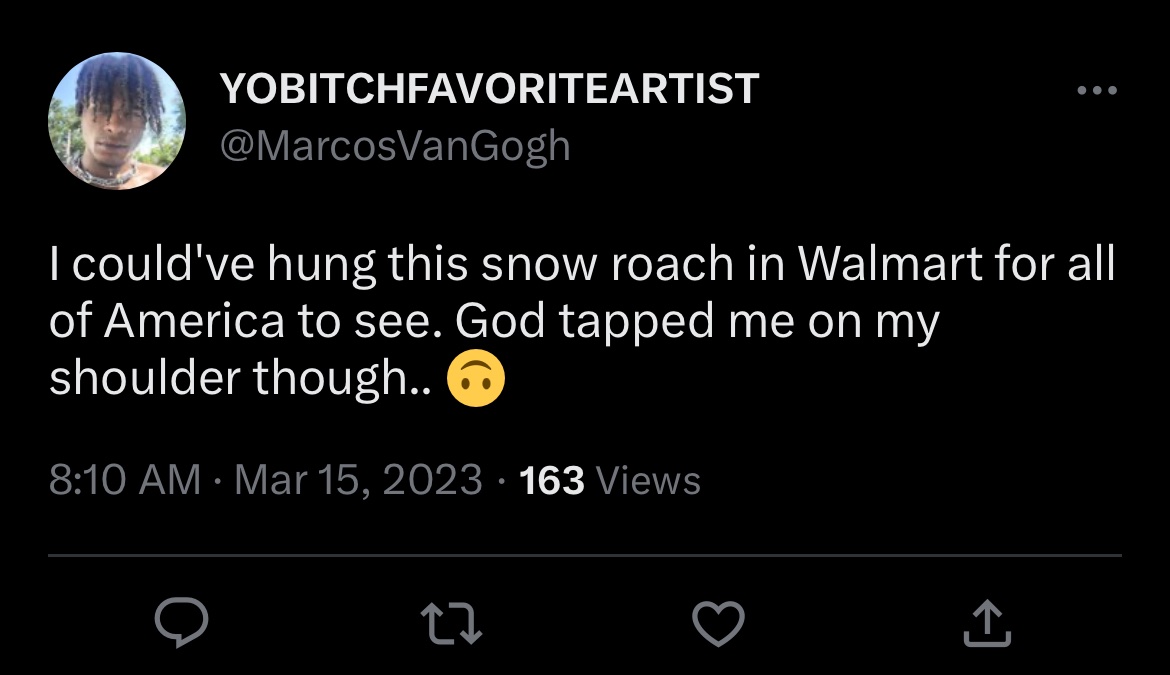 YOBITCHFAVORITEARTIST
@MarcosVanGogh
I could've hung this snow roach in Walmart for all
of America to see. God tapped me on my
shoulder though.. 🙃
8:10 AM · Mar 15, 2023 · 163 Views